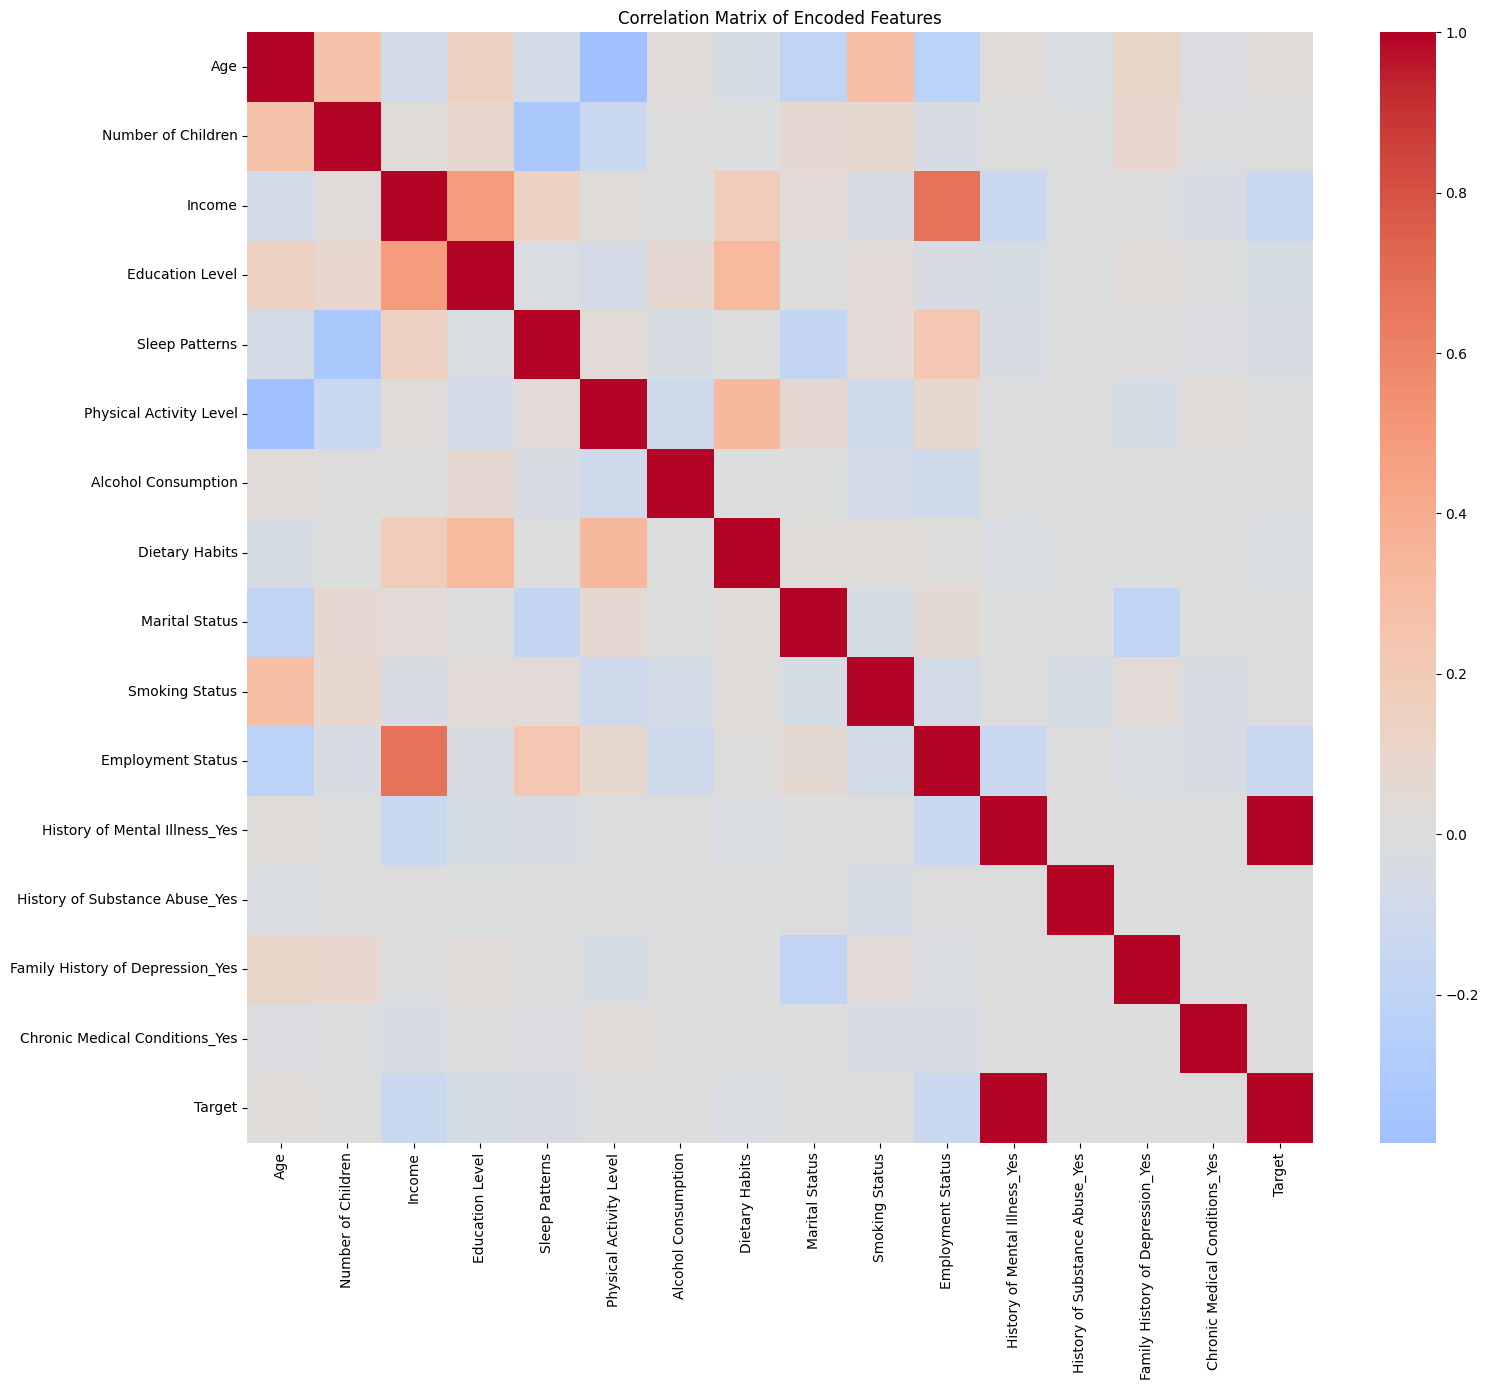 Correlation Matrix of Encoded Features
Age
Number of Children
Income
Education Level
Sleep Patterns
Physical Activity Level
Alcohol Consumption
Dietary Habits
Marital Status
Smoking Status
Employment Status
History of Mental Illness_Yes
History of Substance Abuse_Yes
Family History of Depression_Yes
Chronic Medical Conditions_Yes
Target
Age
Number of Children
Income
Education Level
Sleep Patterns
Physical Activity Level
Alcohol Consumption
Dietary Habits
Marital Status
Smoking Status
Employment Status
History of Mental Illness_Yes
History of Substance Abuse_Yes
Family History of Depression_Yes
Chronic Medical Conditions_Yes
Target
1.0
0.8
0.6
0.4
0.2
0.0
−0.2